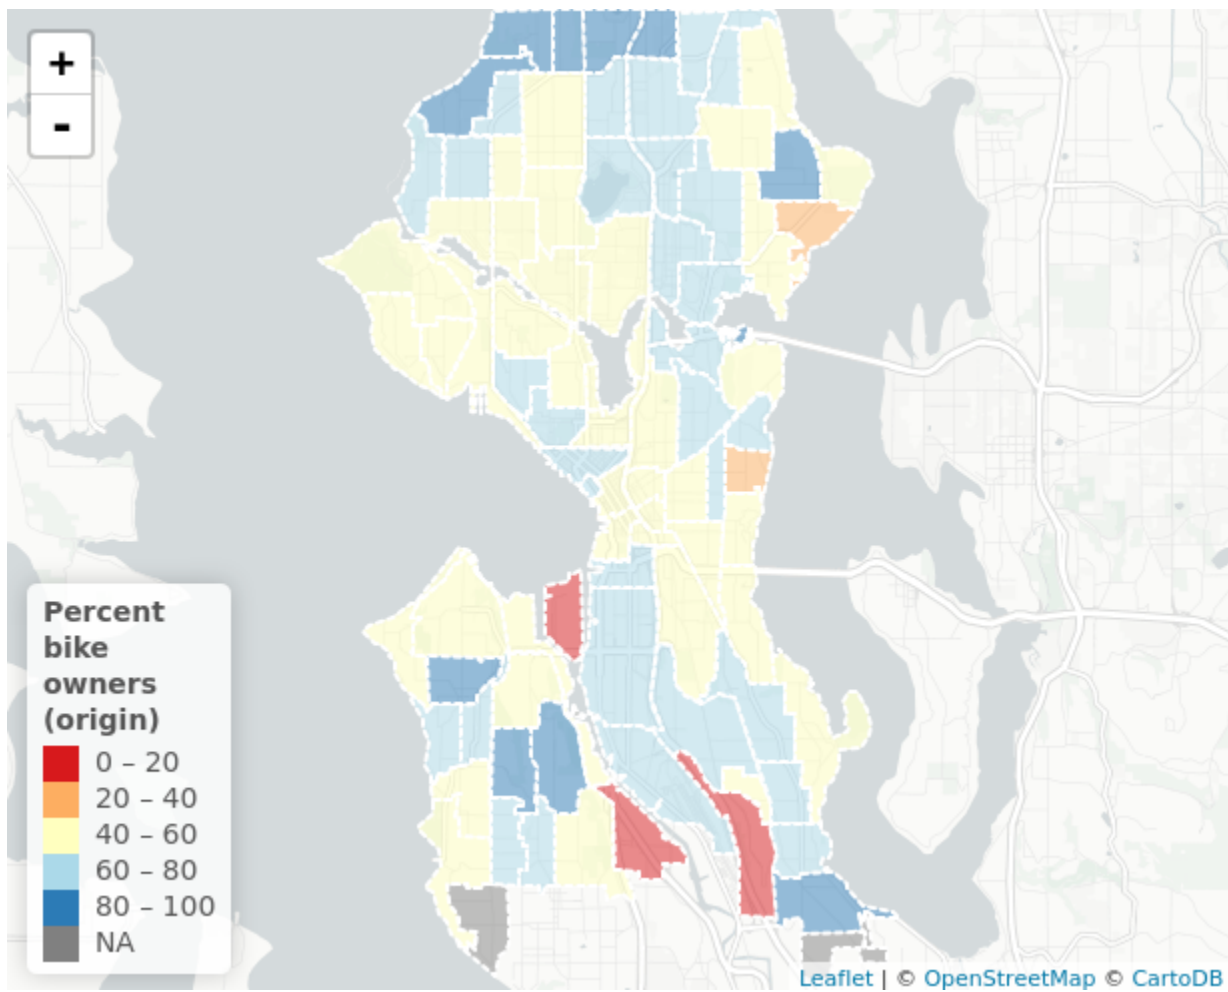 +
-
Percent
bike
owners
(origin)
0 – 20
20 – 40
40 – 60
60 – 80
80 – 100
NA
Leaflet | © OpenStreetMap © CartoDB